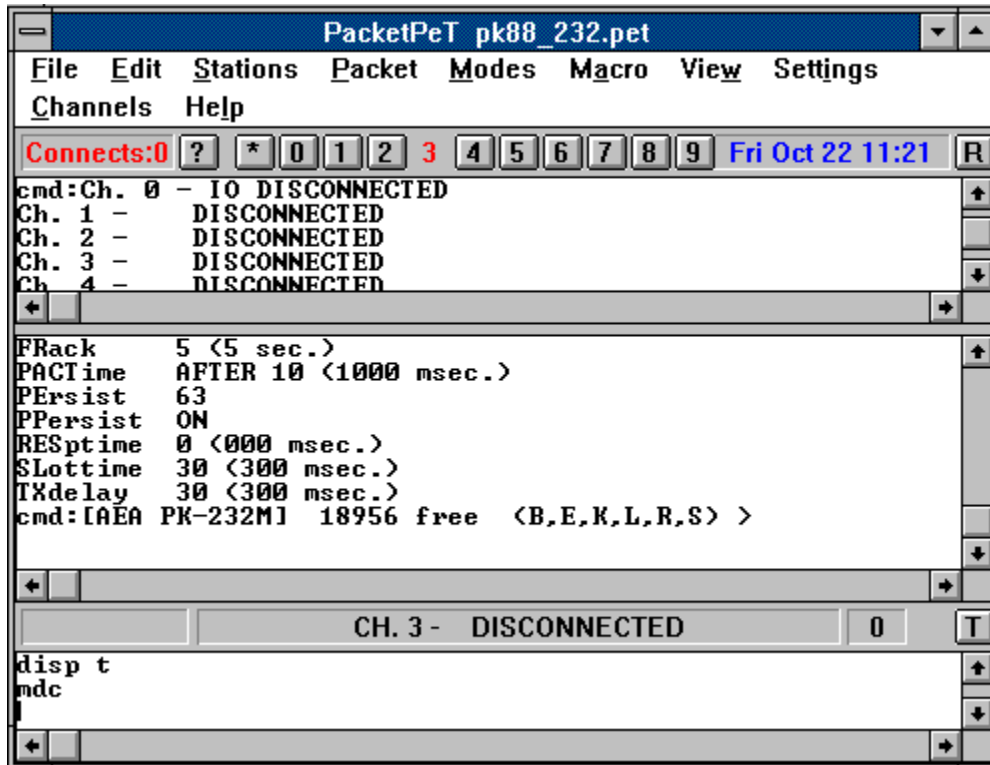 PacketPeT pk88_232.pet
File Edit Stations Packet Modes Macro View Settings
Channels Help
Connects:0 ? * 0 1 2 3 4 5 6 7 8 9 Fri Oct 22 11:21 R
cmd:Ch. 0 - IO DISCONNECTED
Ch. 1 - DISCONNECTED
Ch. 2 - DISCONNECTED
Ch. 3 - DISCONNECTED
Ch. 4 - DISCONNECTED
FRack 5 (5 sec.)
PACTime AFTER 10 (1000 msec.)
PErsist 63
PPersist ON
RESptime 0 (000 msec.)
SLottime 30 (300 msec.)
TXdelay 30 (300 msec.)
cmd:[AEA PK-232M] 18956 free (B,E,K,L,R,S) >
CH. 3 - DISCONNECTED 0 T
disp t
mdc